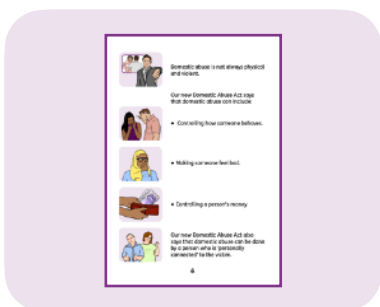 Domestic abuse is not always physical
and violent.
Our new Domestic Abuse Act says
that domestic abuse can include
• Controlling how someone behaves.
• Making someone feel bad.
• Controlling a person's money
Our new Domestic Abuse Act also
says that domestic abuse can be done
by a person who is 'personally
connected' to the victim.